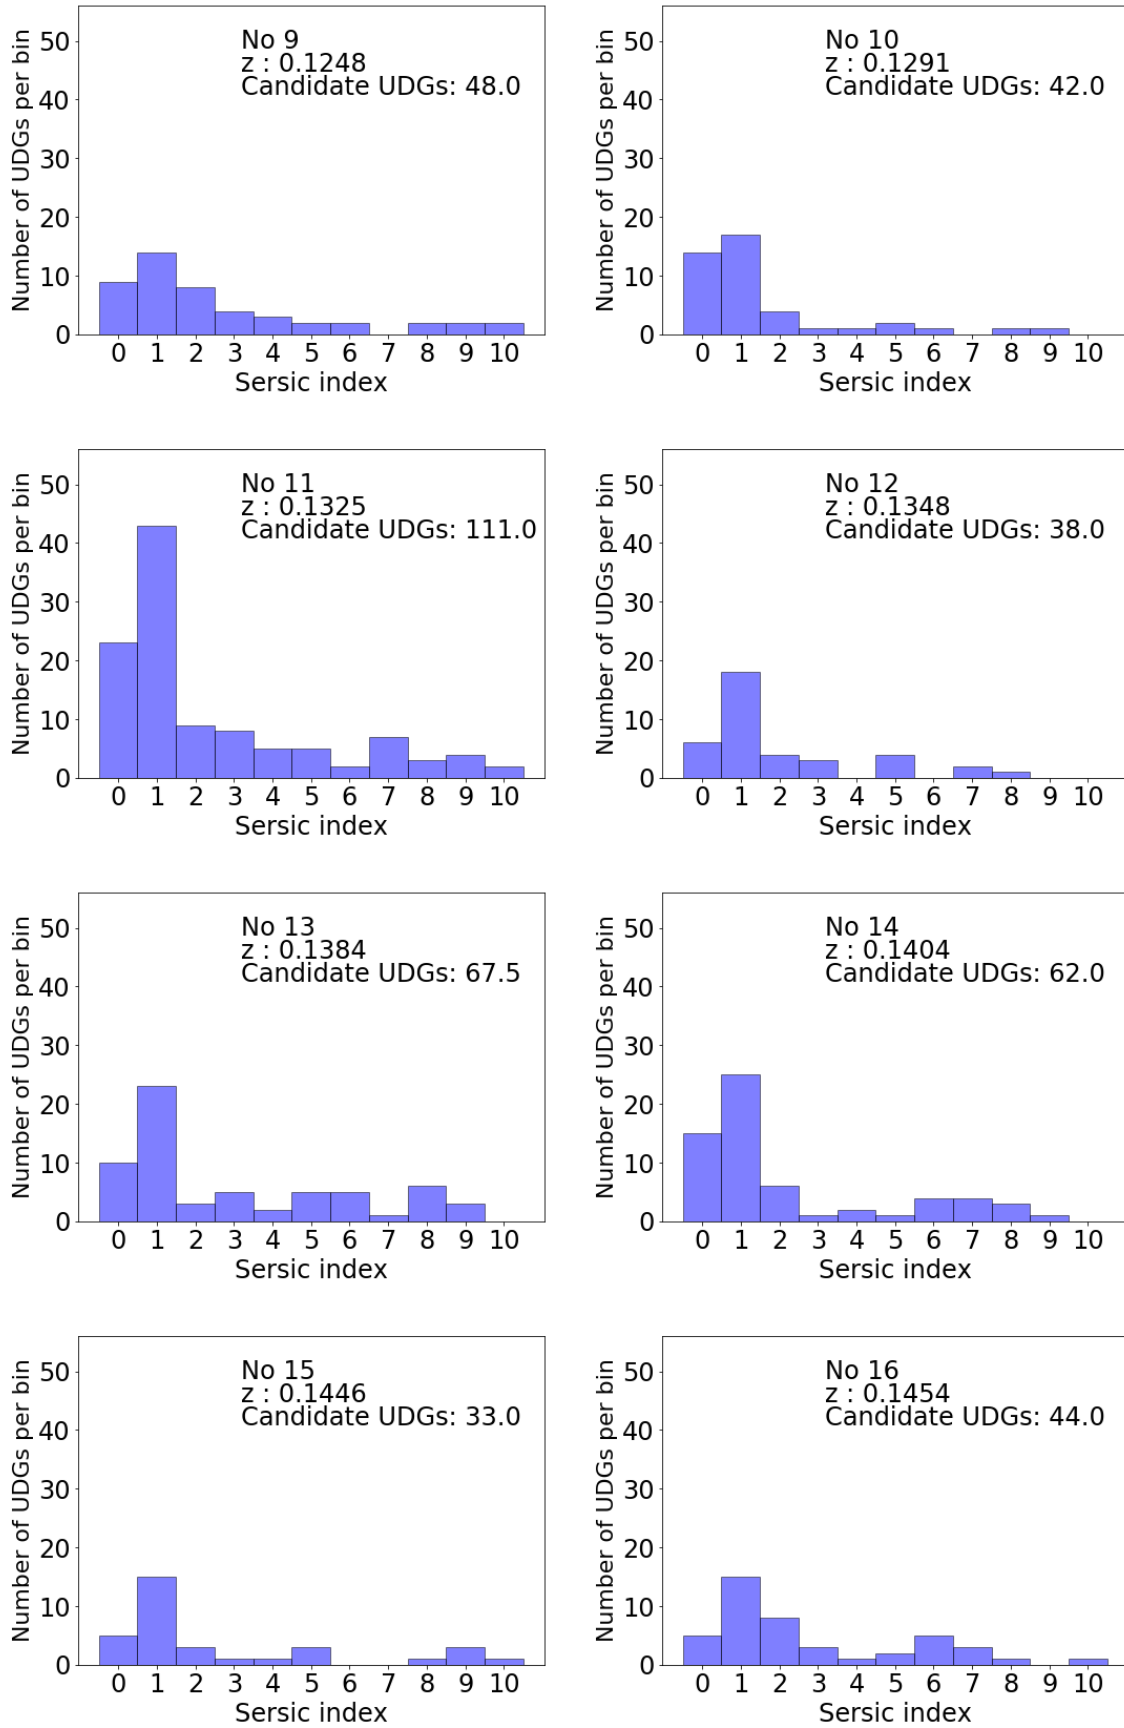 No 9
z : 0.1248
Candidate UDGs: 48.0
Number of UDGs per bin
50
40
30
20
10
0
0 1 2 3 4 5 6 7 8 9 10
Sersic index
No 10
z : 0.1291
Candidate UDGs: 42.0
Number of UDGs per bin
50
40
30
20
10
0
0 1 2 3 4 5 6 7 8 9 10
Sersic index
No 11
z : 0.1325
Candidate UDGs: 111.0
Number of UDGs per bin
50
40
30
20
10
0
0 1 2 3 4 5 6 7 8 9 10
Sersic index
No 12
z : 0.1348
Candidate UDGs: 38.0
Number of UDGs per bin
50
40
30
20
10
0
0 1 2 3 4 5 6 7 8 9 10
Sersic index
No 13
z : 0.1384
Candidate UDGs: 67.5
Number of UDGs per bin
50
40
30
20
10
0
0 1 2 3 4 5 6 7 8 9 10
Sersic index
No 14
z : 0.1404
Candidate UDGs: 62.0
Number of UDGs per bin
50
40
30
20
10
0
0 1 2 3 4 5 6 7 8 9 10
Sersic index
No 15
z : 0.1446
Candidate UDGs: 33.0
Number of UDGs per bin
50
40
30
20
10
0
0 1 2 3 4 5 6 7 8 9 10
Sersic index
No 16
z : 0.1454
Candidate UDGs: 44.0
Number of UDGs per bin
50
40
30
20
10
0
0 1 2 3 4 5 6 7 8 9 10
Sersic index